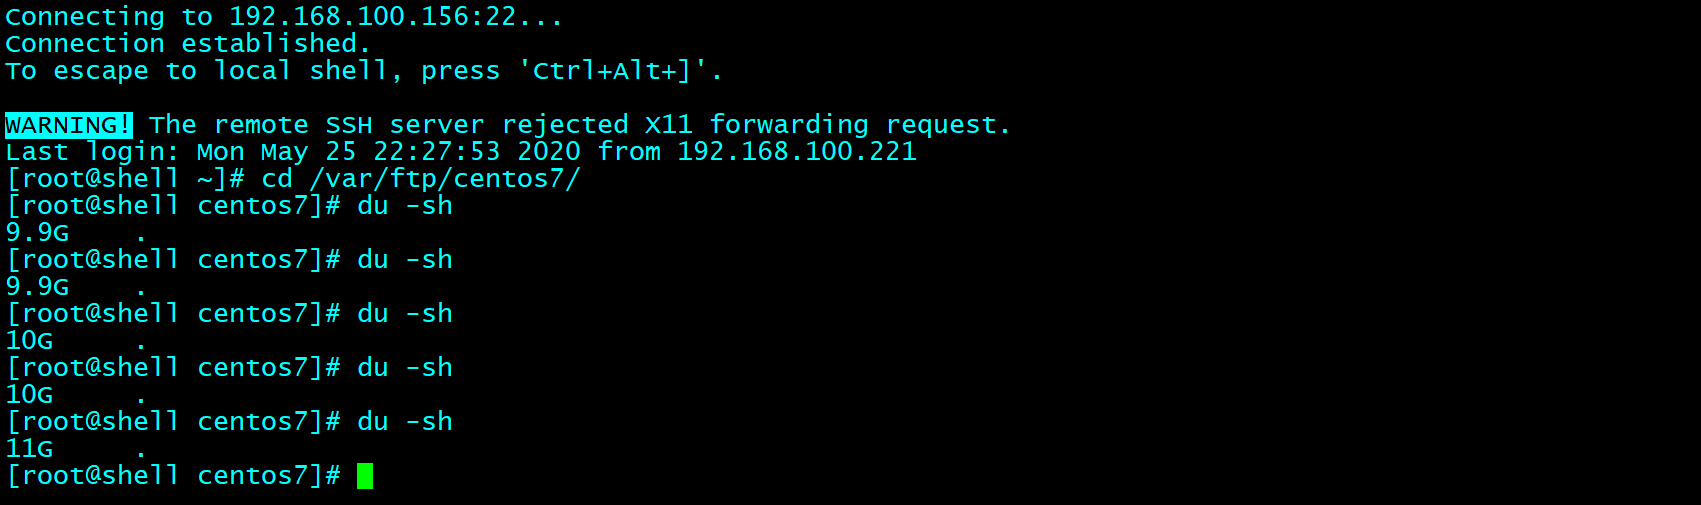 Connecting to 192.168.100.156:22...
Connection established.
To escape to local shell, press 'Ctrl+Alt+]'.
WARNING! The remote SSH server rejected X11 forwarding request.
Last login: Mon May 25 22:27:53 2020 from 192.168.100.221
[root@shell ~]# cd /var/ftp/centos7/
[root@shell centos7]# du -sh
9.9G    .
[root@shell centos7]# du -sh
9.9G    .
[root@shell centos7]# du -sh
10G     .
[root@shell centos7]# du -sh
10G     .
[root@shell centos7]# du -sh
11G     .
[root@shell centos7]#